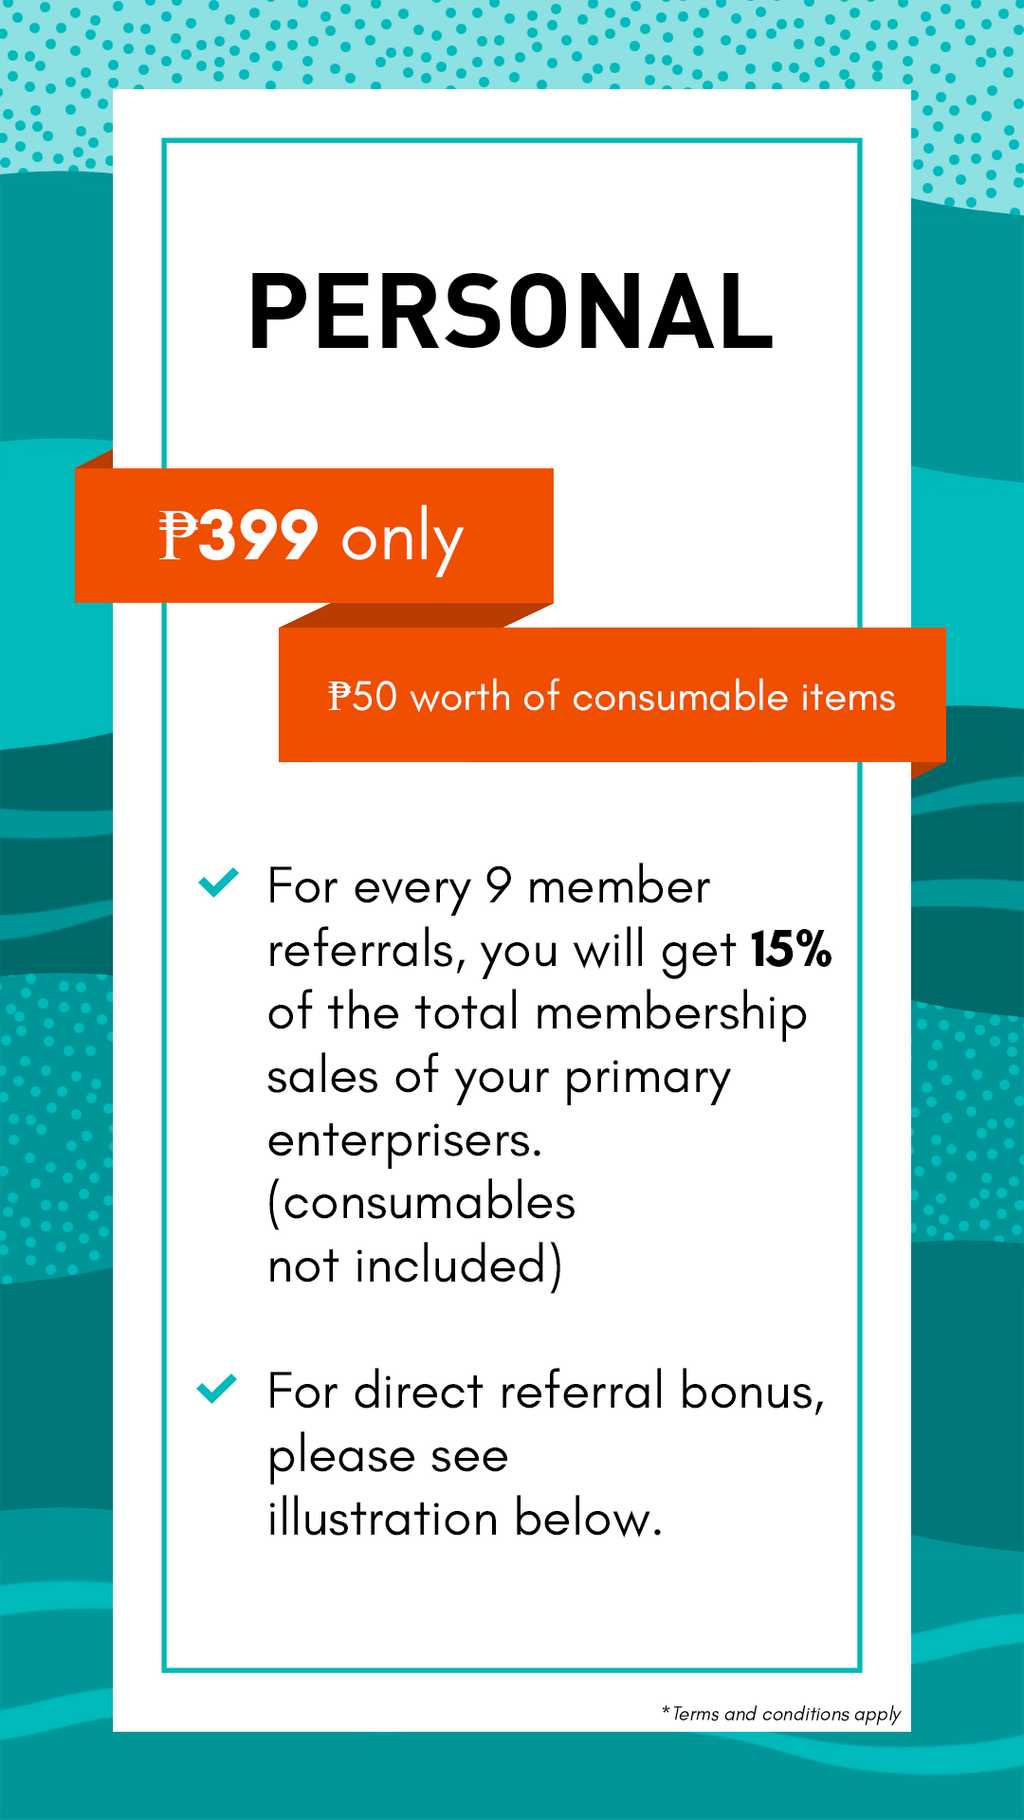 PERSONAL
₱399 only
₱50 worth of consumable items
For every 9 member
referrals, you will get 15%
of the total membership
sales of your primary
enterprisers.
(consumables
not included)
For direct referral bonus,
please see
illustration below.
*Terms and conditions apply